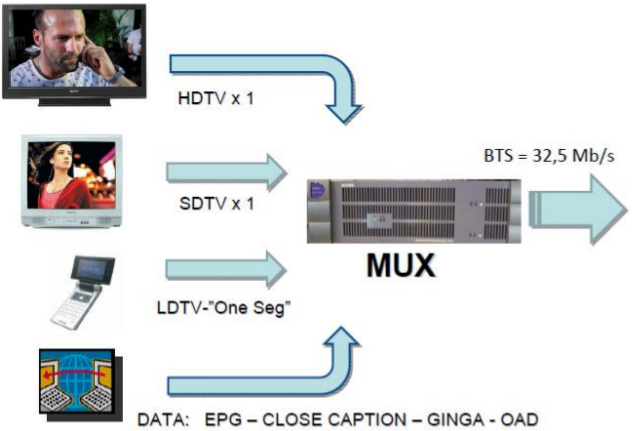 HDTV x 1
BTS = 32,5 Mb/s
SDTV x 1
MUX
LDTV-"One Seg"
DATA: EPG – CLOSE CAPTION – GINGA - OAD